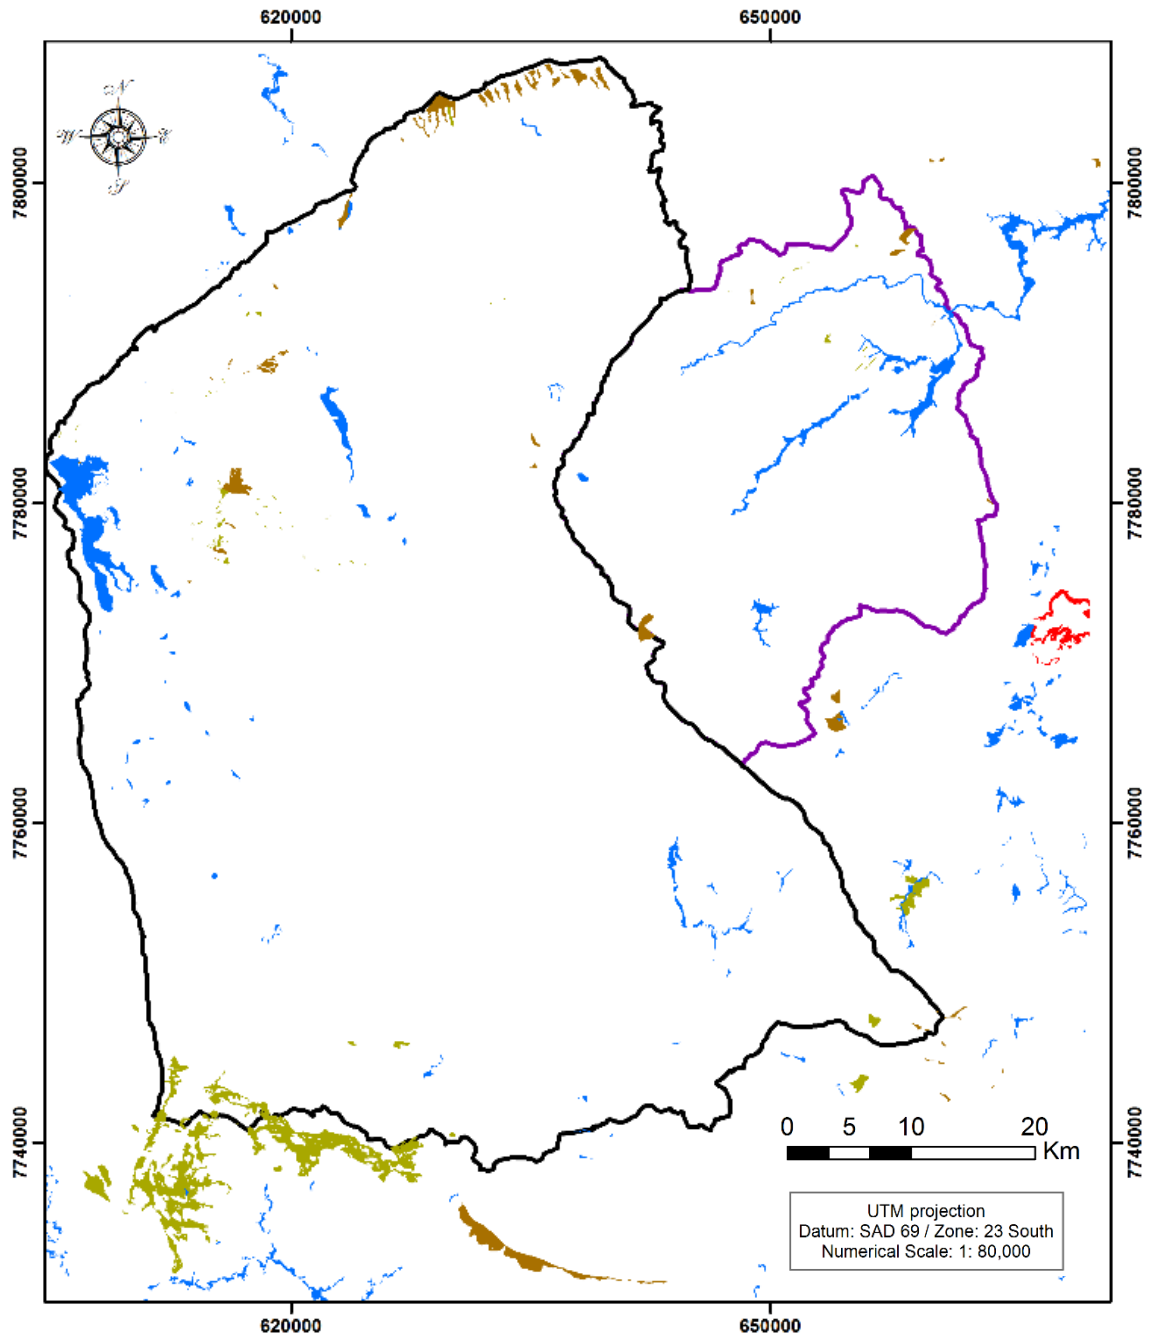 620000 650000
N
W E
S
7800000 7800000
7780000 7780000
7760000 7760000
7740000 7740000
0 5 10 20 Km
UTM projection
Datum: SAD 69 / Zone: 23 South
Numerical Scale: 1: 80,000
620000 650000